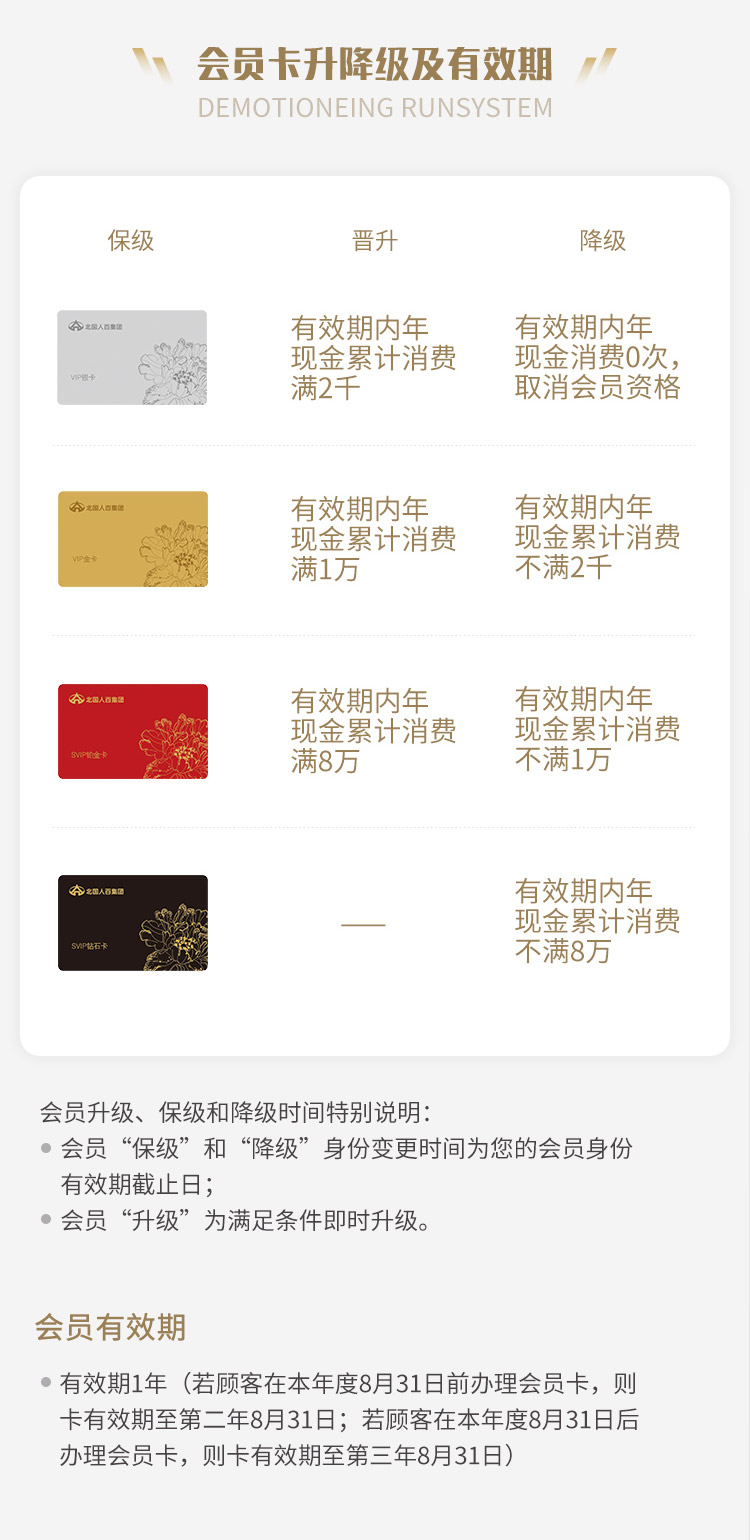 会员卡升降级及有效期
DEMOTIONEING RUNSYSTEM
保级 晋升 降级
北国人百集团
VIP银卡
有效期内年
现金累计消费
满2千
有效期内年
现金消费0次，
取消会员资格
北国人百集团
VIP金卡
有效期内年
现金累计消费
满1万
有效期内年
现金累计消费
不满2千
北国人百集团
SVIP铂金卡
有效期内年
现金累计消费
满8万
有效期内年
现金累计消费
不满1万
北国人百集团
SVIP钻石卡
—
有效期内年
现金累计消费
不满8万
会员升级、保级和降级时间特别说明：
会员“保级”和“降级”身份变更时间为您的会员身份
有效期截止日；
会员“升级”为满足条件即时升级。
会员有效期
有效期1年（若顾客在本年度8月31日前办理会员卡，则
卡有效期至第二年8月31日；若顾客在本年度8月31日后
办理会员卡，则卡有效期至第三年8月31日）